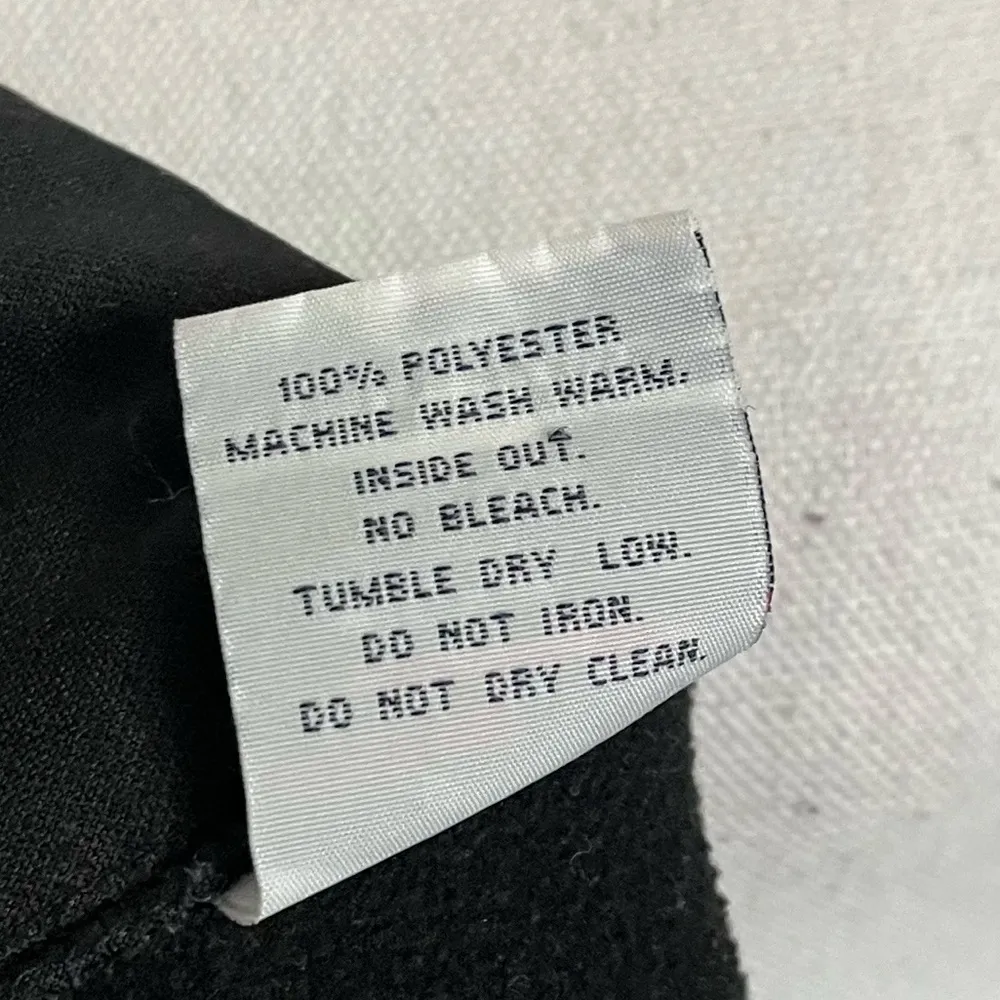 100% POLYESTER
MACHINE WASH WARM.
INSIDE OUT.
NO BLEACH.
TUMBLE DRY LOW.
DO NOT IRON.
DO NOT DRY CLEAN.